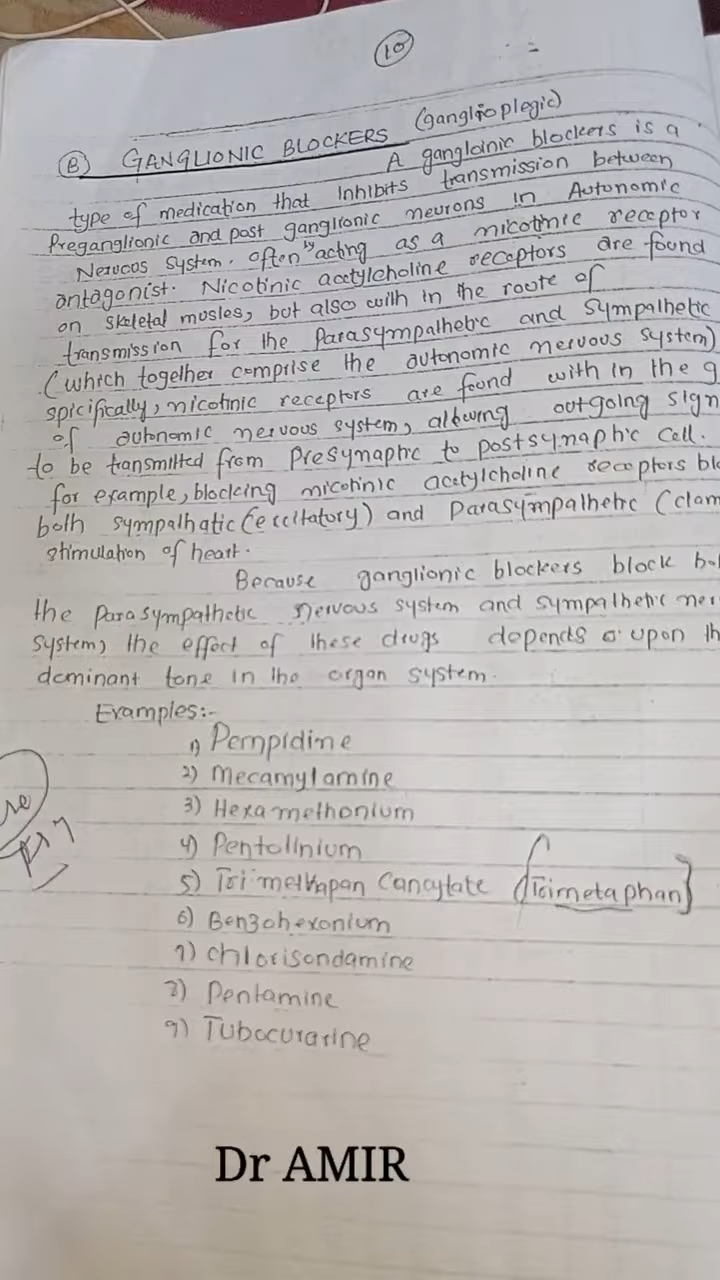 10
(B) GANGLIONIC BLOCKERS (ganglioplegic)
A gangloinic blockers is a
type of medication that Inhibits transmission between
Preganglionic and post ganglionic neurons in Autonomic
Nervous System. Often by acting as a nicotinic receptor
antagonist. Nicotinic acetylcholine receptors are found
on skeletal musles, but also with in the route of
transmission for the Parasympathetic and Sympathetic
(which together comprise the autonomic nervous system)
spicifically, nicotinic receptors are found with in the g
of autonomic nervous system, allowing outgoing sign
to be transmitted from Presynaptic to postsynaptic Cell.
for example, blocking nicotinic acetylcholine receptors blo
both sympathatic (excitatory) and Parasympathetic (clam
stimulation of heart.
Because ganglionic blockers block bo
the parasympathetic nervous system and sympathetic ner
system, the effect of these drugs depends upon th
dominant tone in the organ system.
Examples:-
1) Pempidine
2) Mecamylamine
3) Hexamethonium
4) Pentolinium
5) Trimethapan Cancylate (Trimetaphan}
6) Benzohexonium
7) Chlorisondamine
8) Pentamine
9) Tubocurarine
Dr AMIR